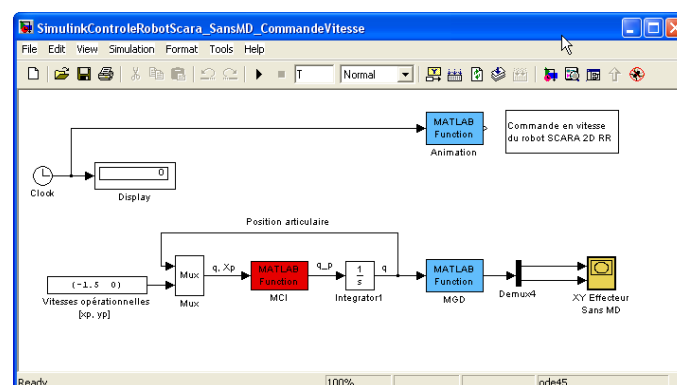 SimulinkControleRobotScara_SansMD_CommandeVitesse
File Edit View Simulation Format Tools Help
T Normal
MATLAB
Function
Animation
Commande en vitesse
du robot SCARA 2D RR
Clock
0
Display
Position articulaire
(-1.5 0)
Vitesses opérationnelles
[xp, yp]
Mux
Mux
q, Xp
MATLAB
Function
MCI
q_p
1
s
Integrator1
q
MATLAB
Function
MGD
Demux4
XY Effecteur
Sans MD
Ready 100% ode45